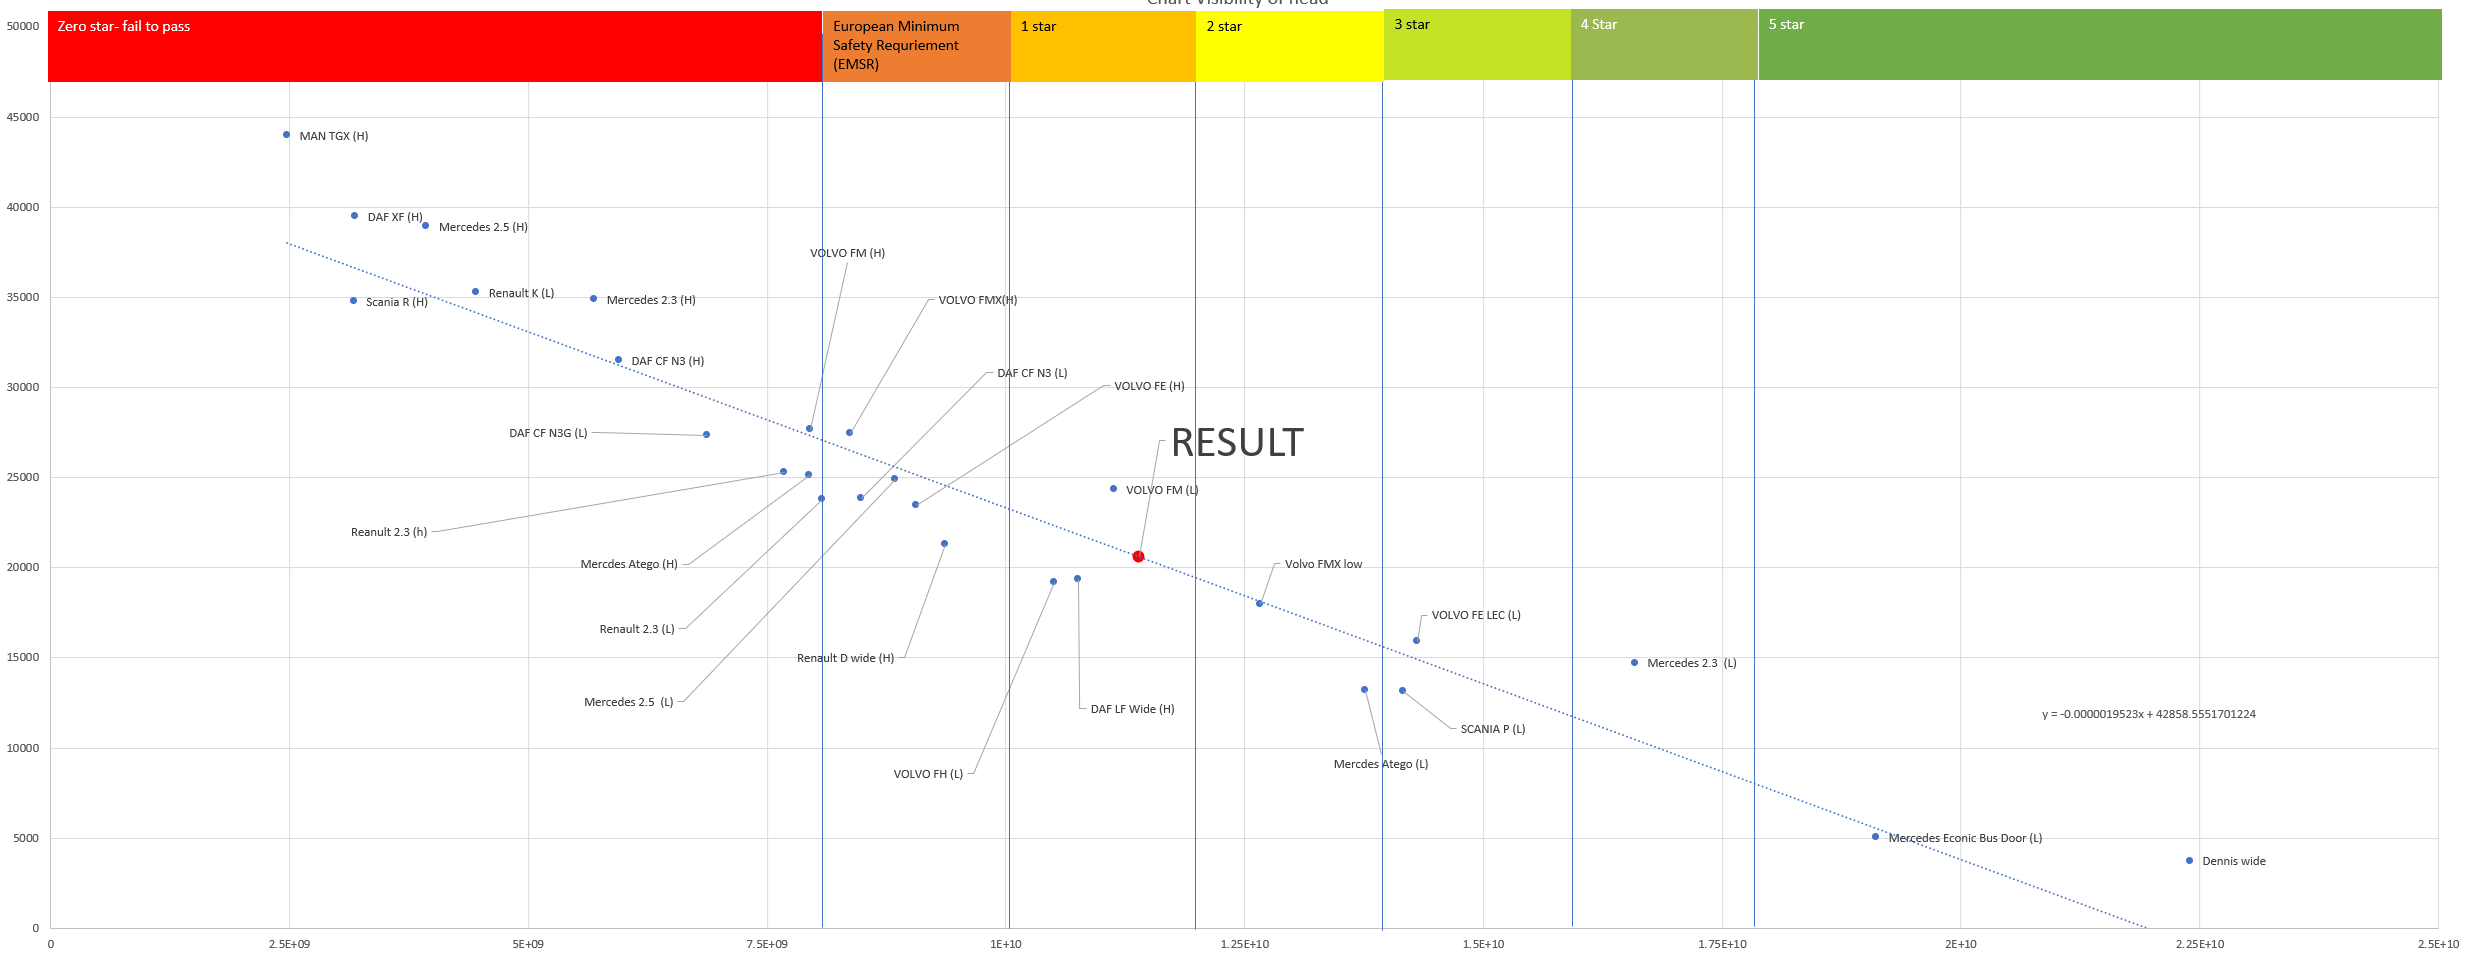 Chart Visibility of head
Zero star- fail to pass
European Minimum
Safety Requriement
(EMSR)
1 star
2 star
3 star
4 Star
5 star
50000
45000
40000
35000
30000
25000
20000
15000
10000
5000
0
MAN TGX (H)
DAF XF (H)
Mercedes 2.5 (H)
VOLVO FM (H)
Renault K (L)
Scania R (H)
Mercedes 2.3 (H)
VOLVO FMX(H)
DAF CF N3 (H)
DAF CF N3 (L)
VOLVO FE (H)
DAF CF N3G (L)
RESULT
VOLVO FM (L)
Reanult 2.3 (h)
Mercdes Atego (H)
Volvo FMX low
Renault 2.3 (L)
VOLVO FE LEC (L)
Renault D wide (H)
Mercedes 2.3 (L)
Mercedes 2.5 (L)
DAF LF Wide (H)
y = -0.0000019523x + 42858.5551701224
SCANIA P (L)
Mercdes Atego (L)
VOLVO FH (L)
Mercedes Econic Bus Door (L)
Dennis wide
0
2.5E+09
5E+09
7.5E+09
1E+10
1.25E+10
1.5E+10
1.75E+10
2E+10
2.25E+10
2.5E+10